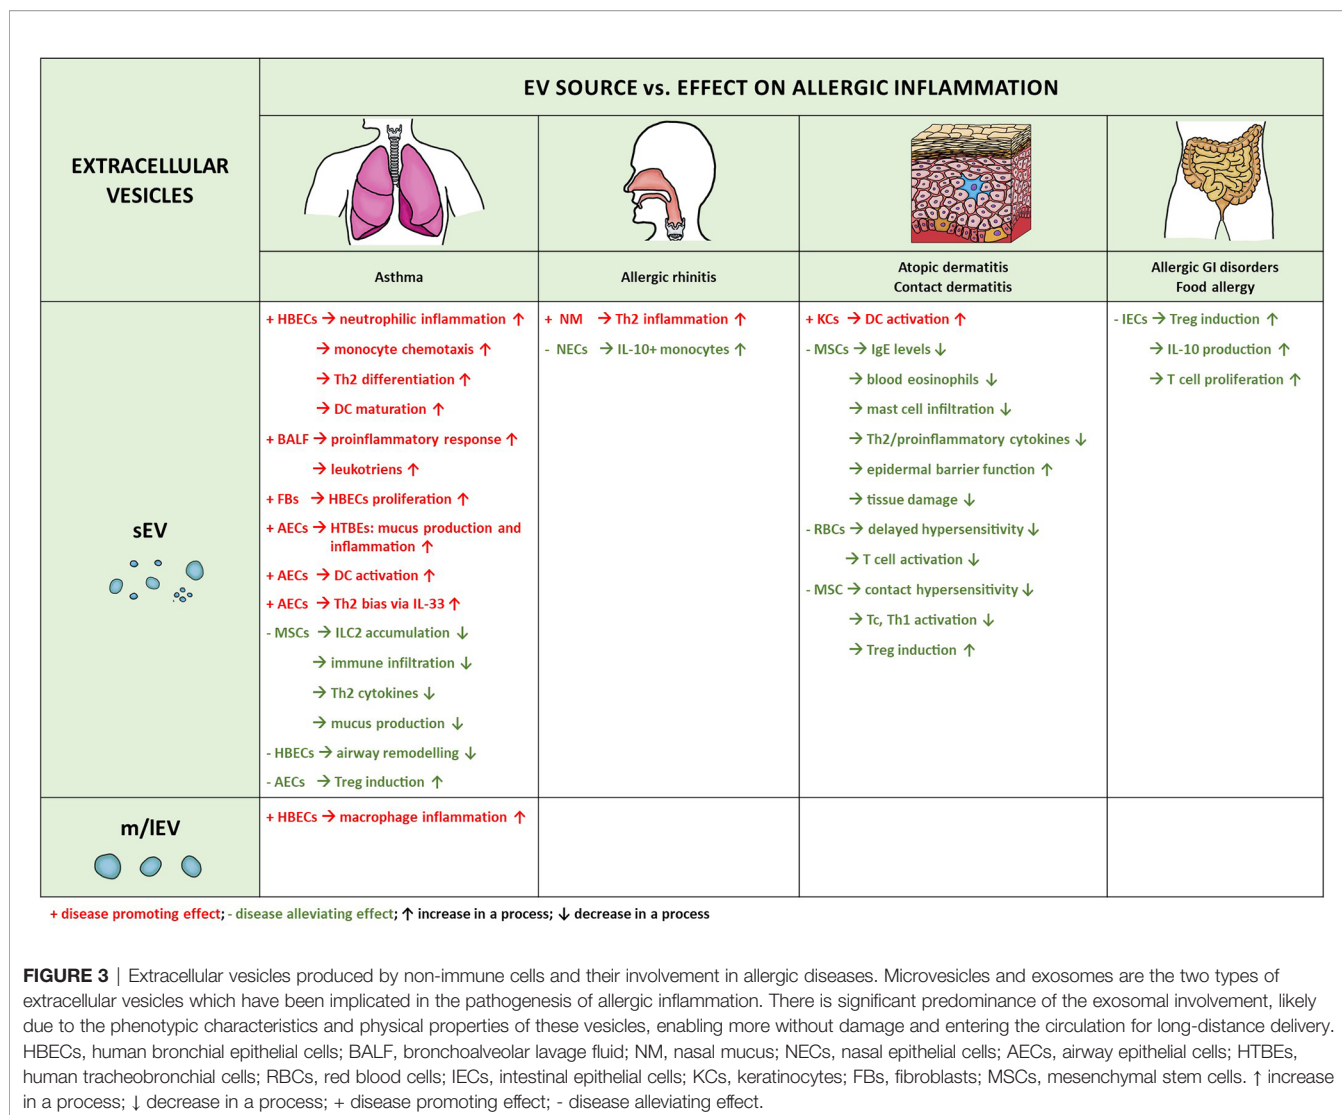 EV SOURCE vs. EFFECT ON ALLERGIC INFLAMMATION
EXTRACELLULAR
VESICLES
Asthma
Allergic rhinitis
Atopic dermatitis
Contact dermatitis
Allergic GI disorders
Food allergy
sEV
+ HBECs → neutrophilic inflammation ↑
→ monocyte chemotaxis ↑
→ Th2 differentiation ↑
→ DC maturation ↑
+ BALF → proinflammatory response ↑
→ leukotriens ↑
+ FBs → HBECs proliferation ↑
+ AECs → HTBEs: mucus production and
inflammation ↑
+ AECs → DC activation ↑
+ AECs → Th2 bias via IL-33 ↑
- MSCs → ILC2 accumulation ↓
→ immune infiltration ↓
→ Th2 cytokines ↓
→ mucus production ↓
- HBECs → airway remodelling ↓
- AECs → Treg induction ↑
+ NM → Th2 inflammation ↑
- NECs → IL-10+ monocytes ↑
+ KCs → DC activation ↑
- MSCs → IgE levels ↓
→ blood eosinophils ↓
→ mast cell infiltration ↓
→ Th2/proinflammatory cytokines ↓
→ epidermal barrier function ↑
→ tissue damage ↓
- RBCs → delayed hypersensitivity ↓
→ T cell activation ↓
- MSC → contact hypersensitivity ↓
→ Tc, Th1 activation ↓
→ Treg induction ↑
- IECs → Treg induction ↑
→ IL-10 production ↑
→ T cell proliferation ↑
m/lEV
+ HBECs → macrophage inflammation ↑
+ disease promoting effect; - disease alleviating effect; ↑ increase in a process; ↓ decrease in a process
FIGURE 3 | Extracellular vesicles produced by non-immune cells and their involvement in allergic diseases. Microvesicles and exosomes are the two types of
extracellular vesicles which have been implicated in the pathogenesis of allergic inflammation. There is significant predominance of the exosomal involvement, likely
due to the phenotypic characteristics and physical properties of these vesicles, enabling more without damage and entering the circulation for long-distance delivery.
HBECs, human bronchial epithelial cells; BALF, bronchoalveolar lavage fluid; NM, nasal mucus; NECs, nasal epithelial cells; AECs, airway epithelial cells; HTBEs,
human tracheobronchial cells; RBCs, red blood cells; IECs, intestinal epithelial cells; KCs, keratinocytes; FBs, fibroblasts; MSCs, mesenchymal stem cells. ↑ increase
in a process; ↓ decrease in a process; + disease promoting effect; - disease alleviating effect.